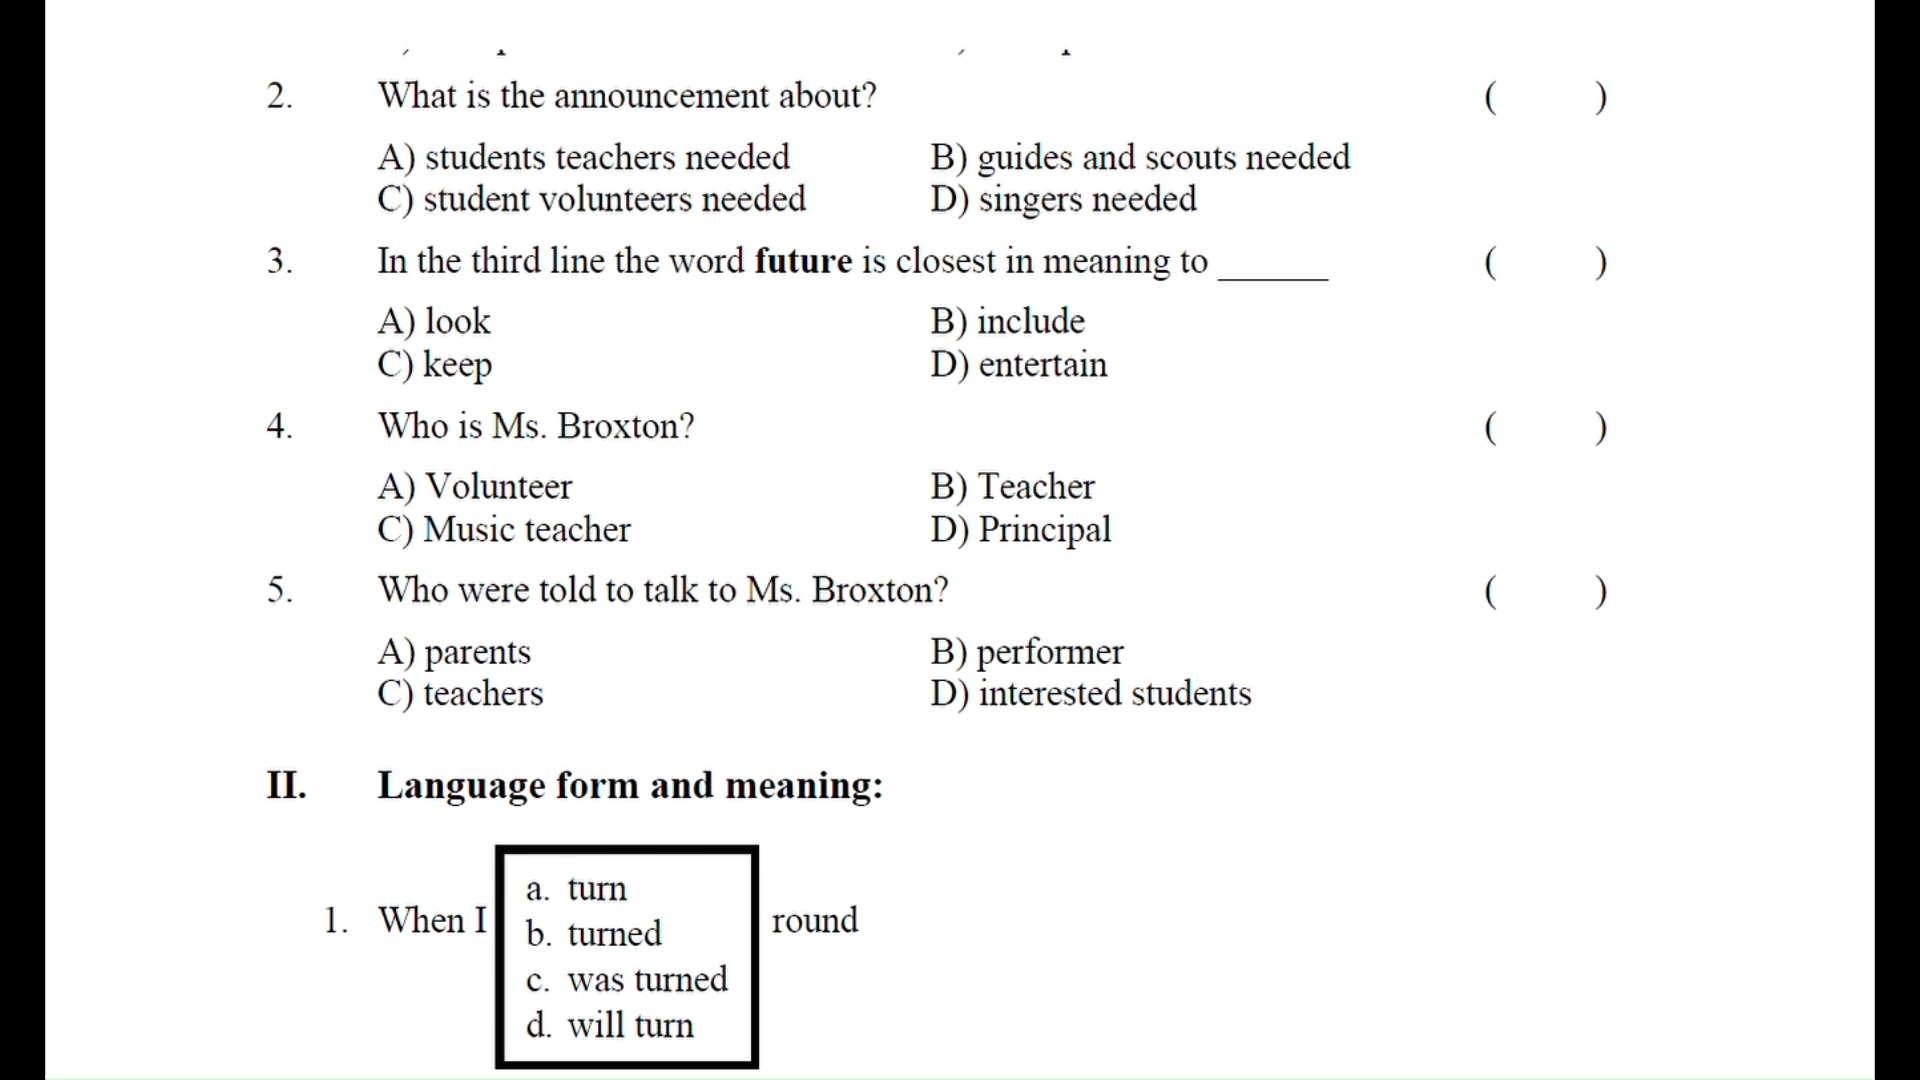 2. What is the announcement about? ( )
A) students teachers needed B) guides and scouts needed
C) student volunteers needed D) singers needed
3. In the third line the word future is closest in meaning to ______ ( )
A) look B) include
C) keep D) entertain
4. Who is Ms. Broxton? ( )
A) Volunteer B) Teacher
C) Music teacher D) Principal
5. Who were told to talk to Ms. Broxton? ( )
A) parents B) performer
C) teachers D) interested students
II. Language form and meaning:
1. When I
a. turn
b. turned
c. was turned
d. will turn
round